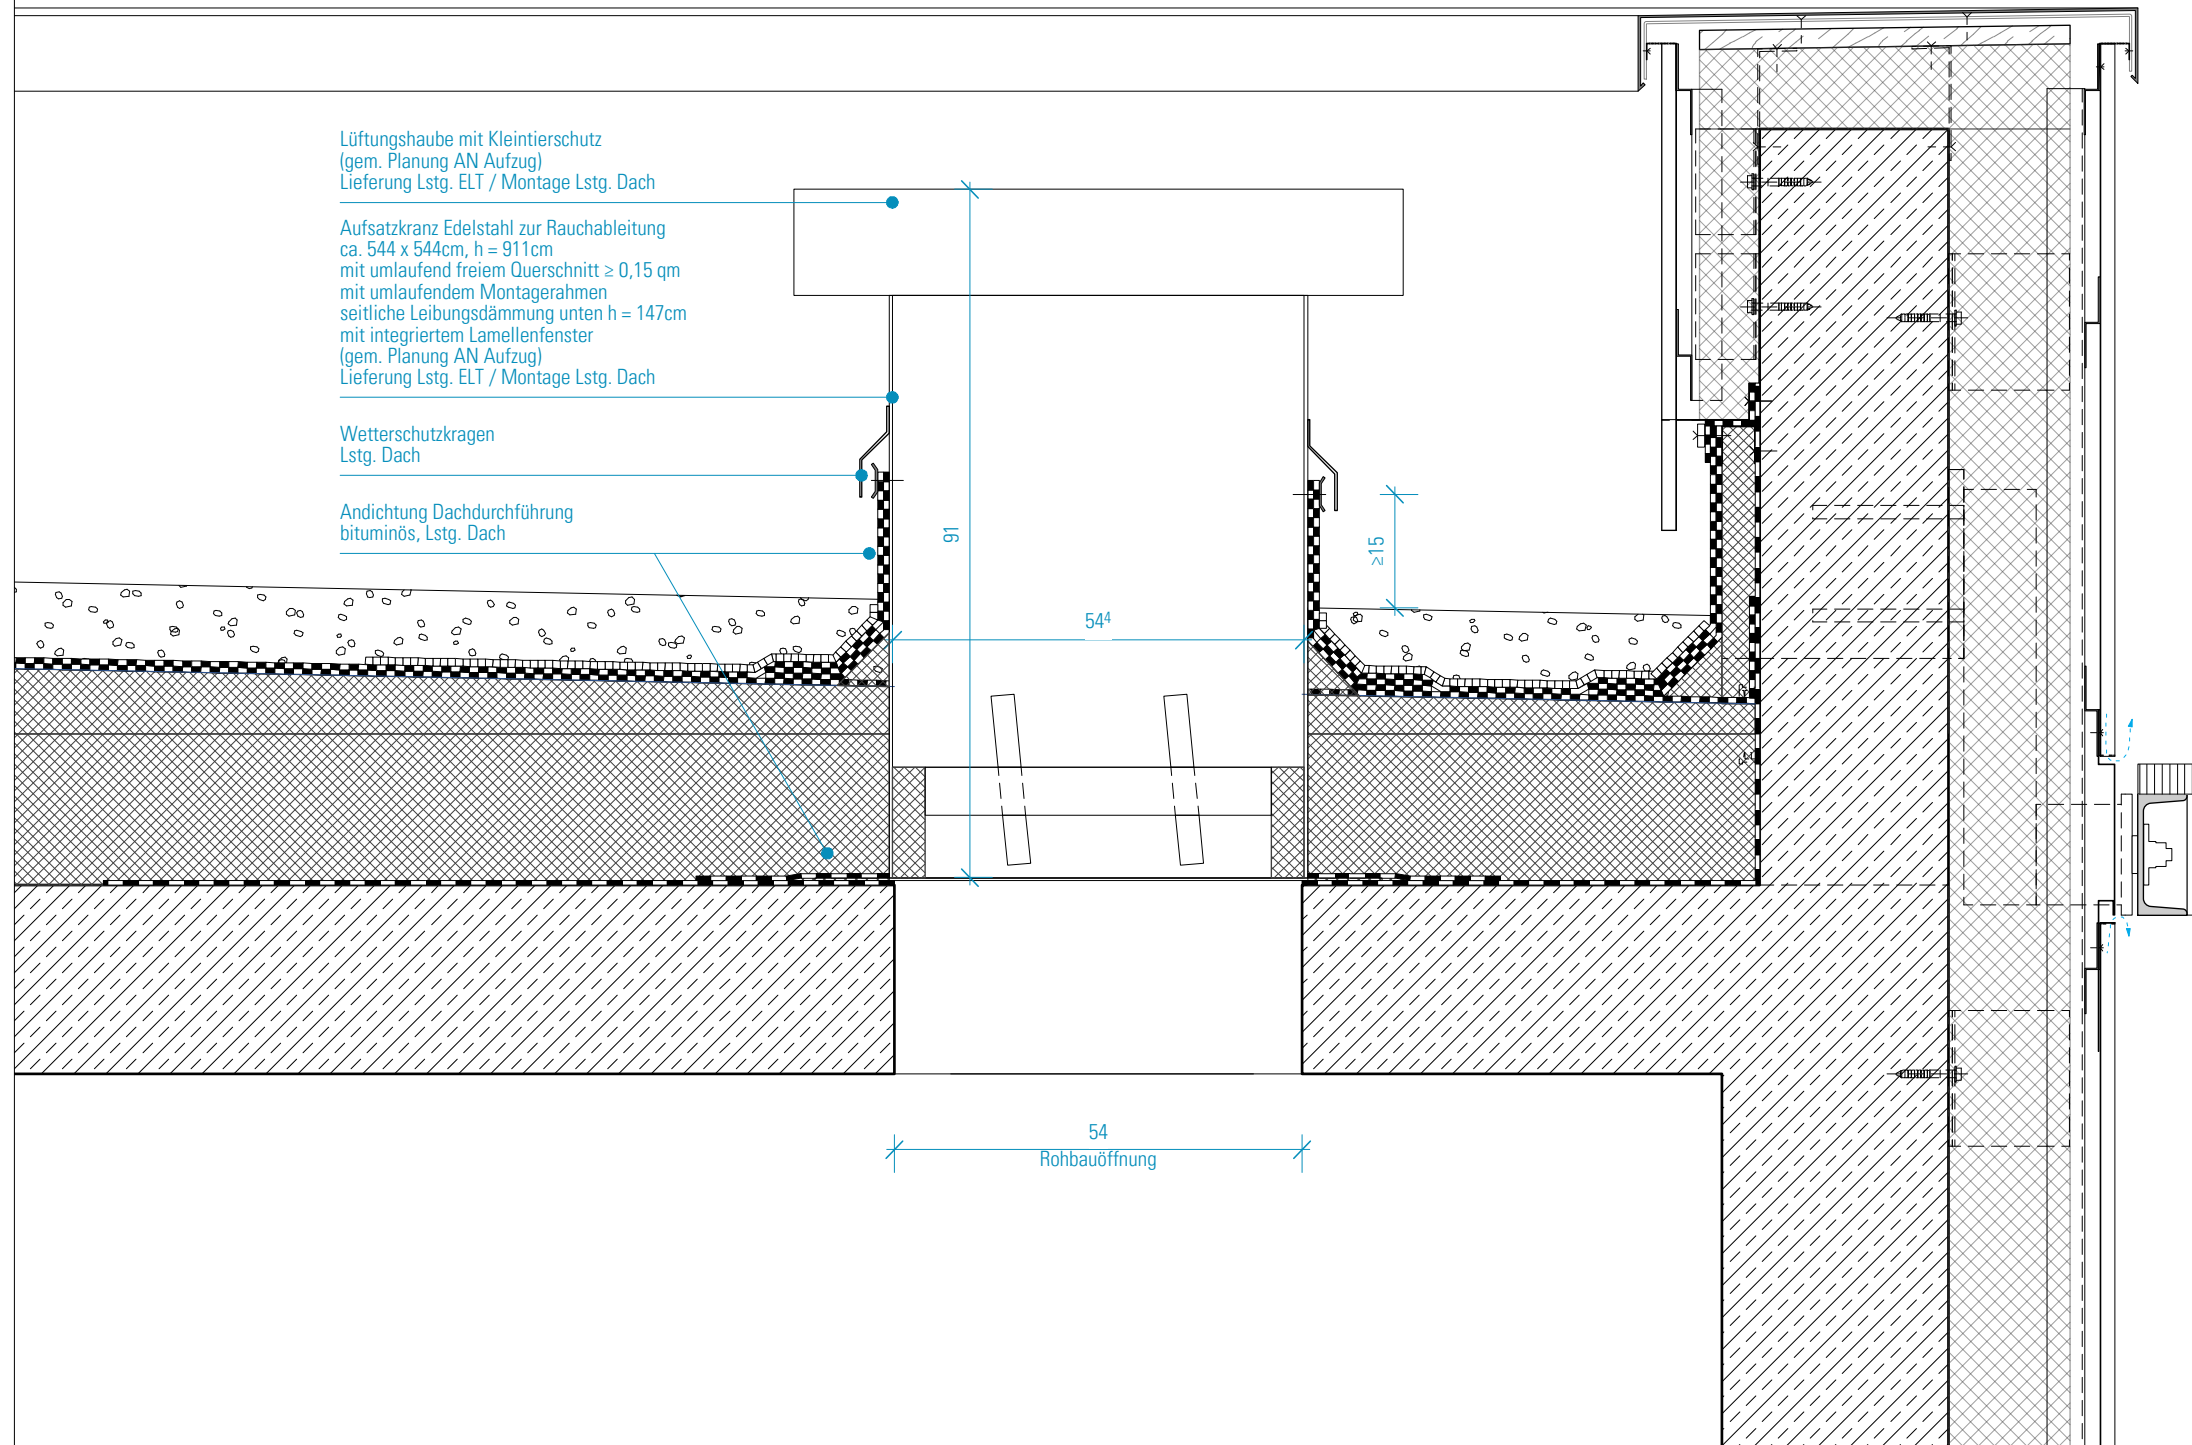 Lüftungshaube mit Kleintierschutz
(gem. Planung AN Aufzug)
Lieferung Lstg. ELT / Montage Lstg. Dach
Aufsatzkranz Edelstahl zur Rauchableitung
ca. 544 x 544cm, h = 911cm
mit umlaufend freiem Querschnitt ≥ 0,15 qm
mit umlaufendem Montagerahmen
seitliche Leibungsdämmung unten h = 147cm
mit integriertem Lamellenfenster
(gem. Planung AN Aufzug)
Lieferung Lstg. ELT / Montage Lstg. Dach
Wetterschutzkragen
Lstg. Dach
Andichtung Dachdurchführung
bituminös, Lstg. Dach
91
≥15
54⁴
54
Rohbauöffnung